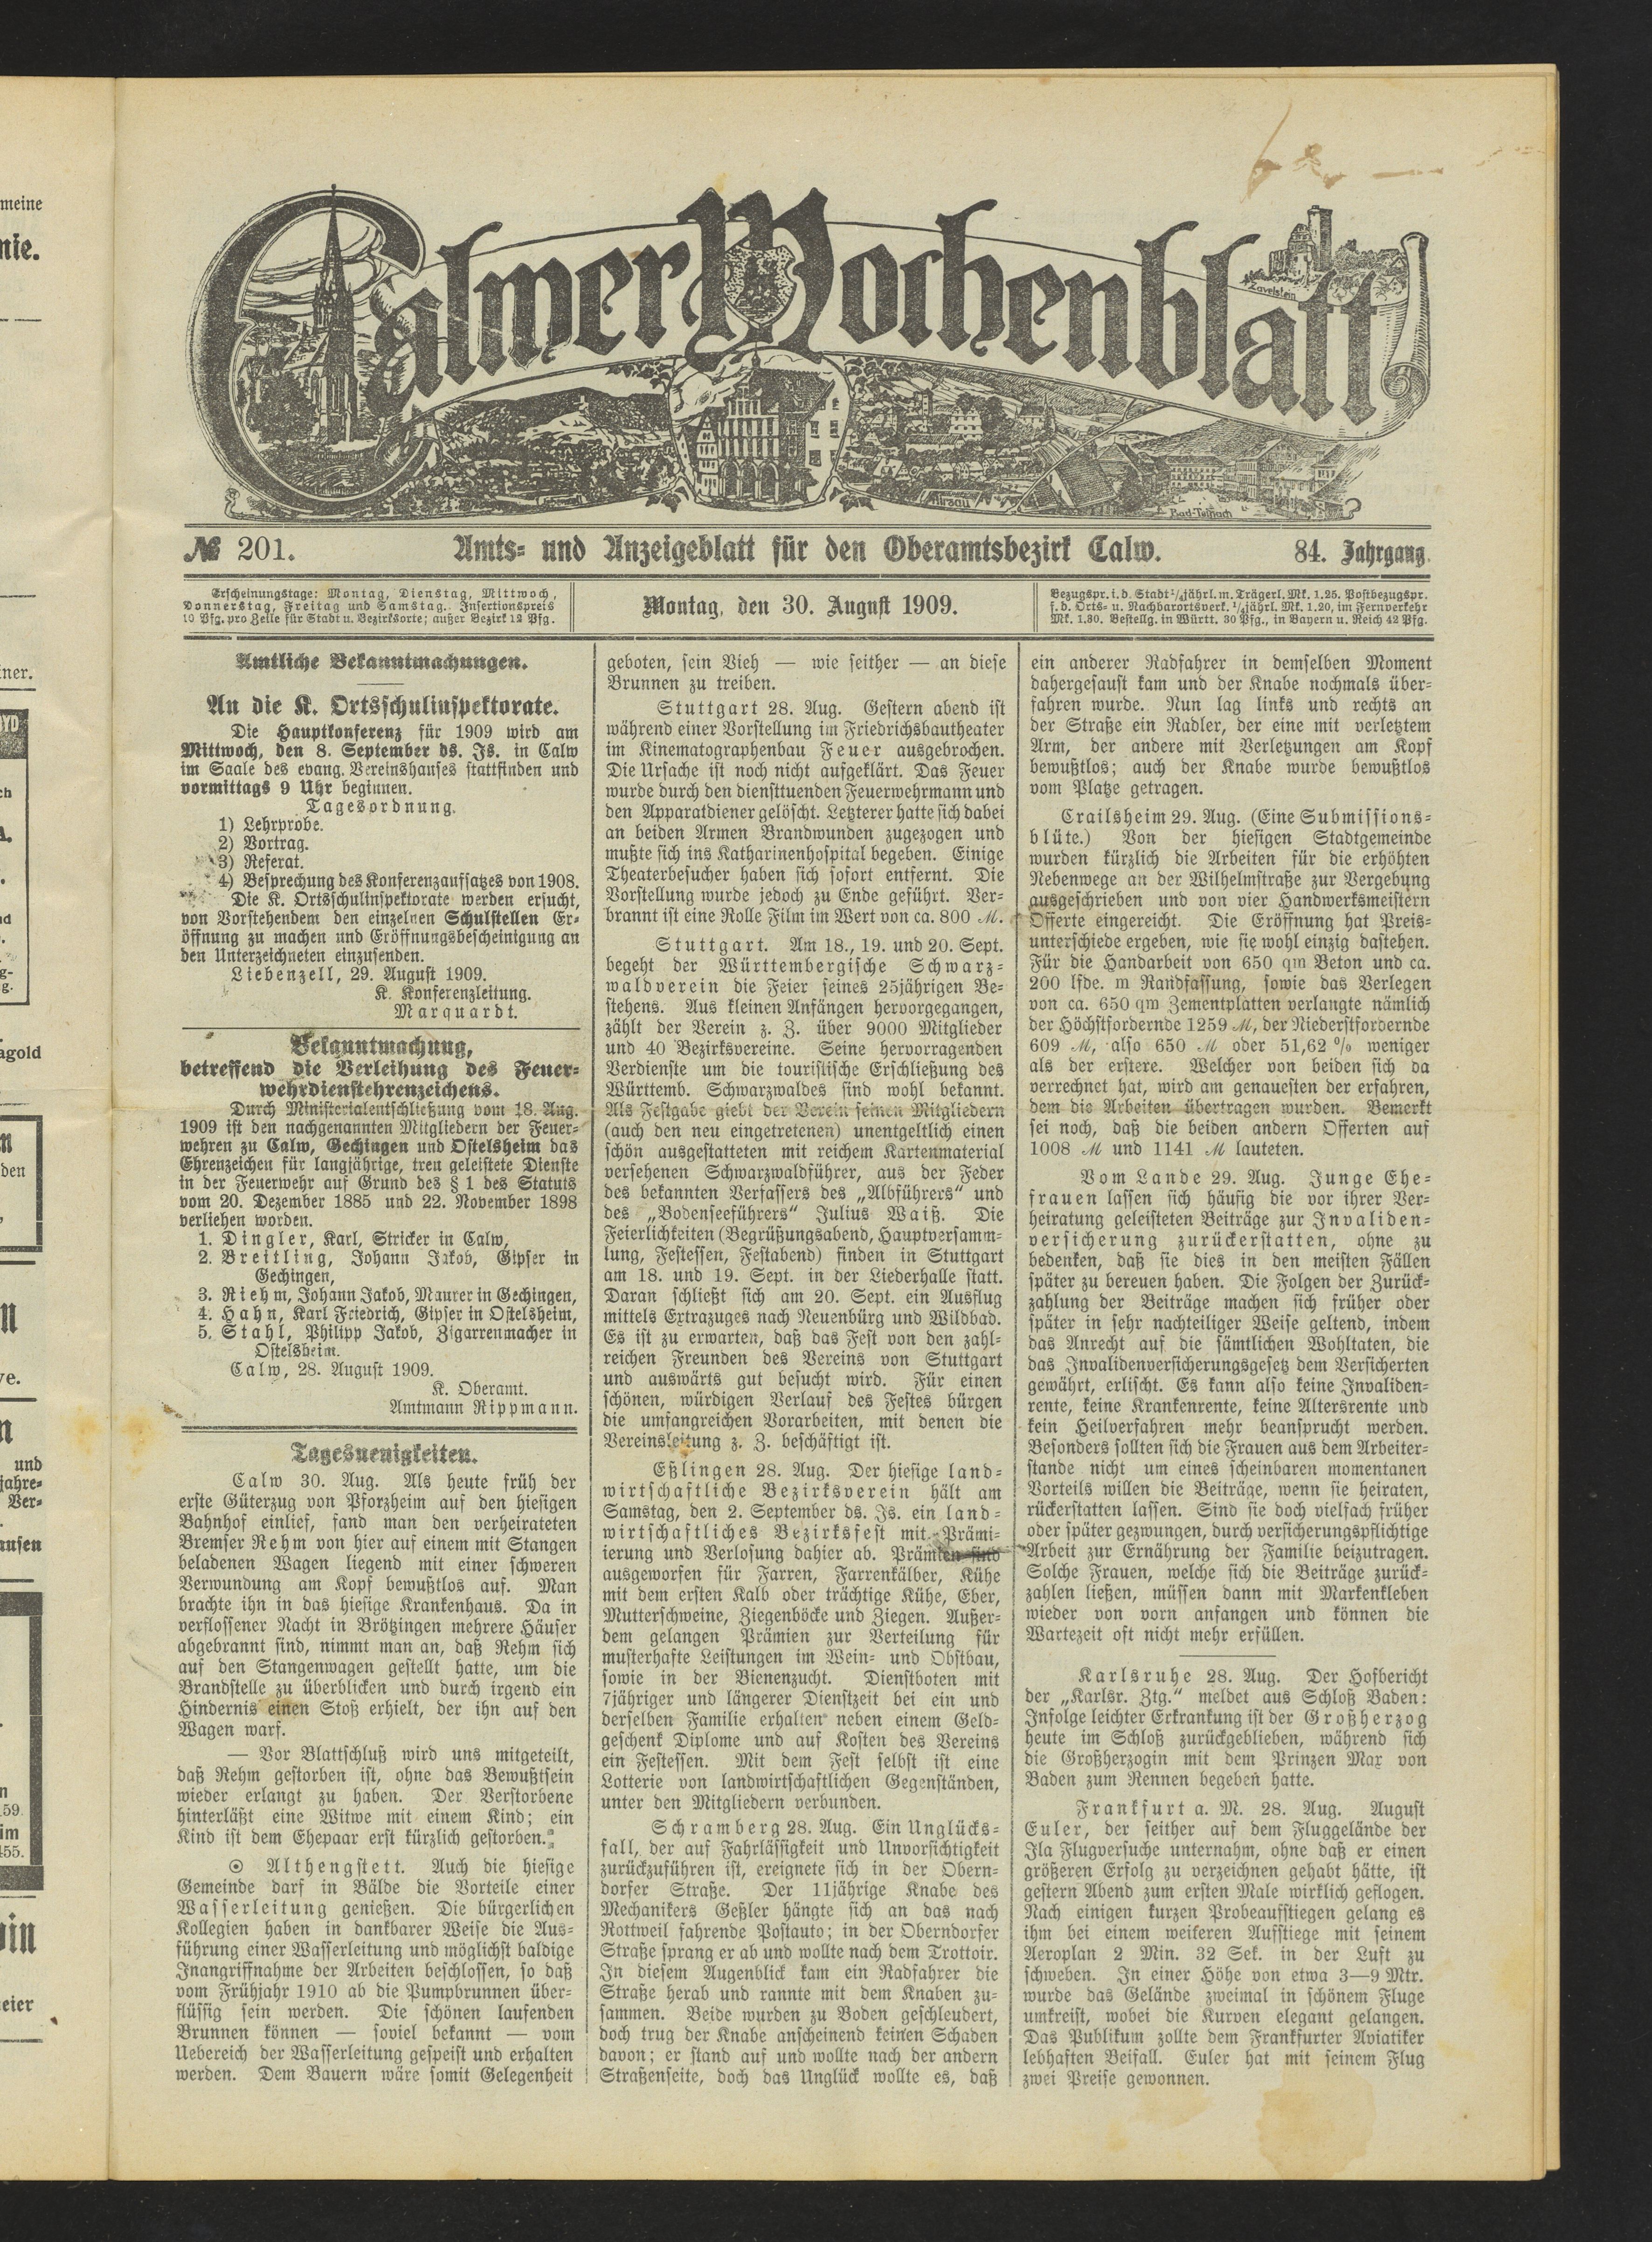 Calwer Wochenblatt
Zavelstein
Hirsau
Bad-Teinach
№ 201.
Amts- und Anzeigeblatt für den Oberamtsbezirk Calw.
84. Jahrgang.
Erscheinungstage: Montag, Dienstag, Mittwoch,
Donnerstag, Freitag und Samstag. Insertionspreis
10 Pfg. pro Zeile für Stadt u. Bezirksorte; außer Bezirk 12 Pfg.
Montag, den 30. August 1909.
Bezugspr. i. d. Stadt ¼jährl. m. Trägerl. Mk. 1.25. Postbezugspr.
f. d. Orts- u. Nachbarortsverk. ¼jährl. Mk. 1.20, im Fernverkehr
Mk. 1.30. Bestellg. in Württ. 30 Pfg., in Bayern u. Reich 42 Pfg.
Amtliche Bekanntmachungen.
An die K. Ortsschulinspektorate.
Die Hauptkonferenz für 1909 wird am
Mittwoch, den 8. September ds. Js. in Calw
im Saale des evang. Vereinshauses stattfinden und
vormittags 9 Uhr beginnen.
Tagesordnung.
1) Lehrprobe.
2) Vortrag.
3) Referat.
4) Besprechung des Konferenzaufsatzes von 1908.
Die K. Ortsschulinspektorate werden ersucht,
von Vorstehendem den einzelnen Schulstellen Er-
öffnung zu machen und Eröffnungsbescheinigung an
den Unterzeichneten einzusenden.
Liebenzell, 29. August 1909.
K. Konferenzleitung.
Marquardt.
Bekanntmachung,
betreffend die Verleihung des Feuer-
wehrdienstehrenzeichens.
Durch Ministerialentschließung vom 18. Aug.
1909 ist den nachgenannten Mitgliedern der Feuer-
wehren zu Calw, Gechingen und Ostelsheim das
Ehrenzeichen für langjährige, treu geleistete Dienste
in der Feuerwehr auf Grund des § 1 des Statuts
vom 20. Dezember 1885 und 22. November 1898
verliehen worden.
1. Dingler, Karl, Stricker in Calw,
2. Breitling, Johann Jakob, Gipser in
Gechingen,
3. Riehm, Johann Jakob, Maurer in Gechingen,
4. Hahn, Karl Friedrich, Gipser in Ostelsheim,
5. Stahl, Philipp Jakob, Zigarrenmacher in
Ostelsheim.
Calw, 28. August 1909.
K. Oberamt.
Amtmann Rippmann.
Tagesneuigkeiten.
Calw 30. Aug. Als heute früh der
erste Güterzug von Pforzheim auf den hiesigen
Bahnhof einlief, fand man den verheirateten
Bremser Rehm von hier auf einem mit Stangen
beladenen Wagen liegend mit einer schweren
Verwundung am Kopf bewußtlos auf. Man
brachte ihn in das hiesige Krankenhaus. Da in
verflossener Nacht in Brötzingen mehrere Häuser
abgebrannt sind, nimmt man an, daß Rehm sich
auf den Stangenwagen gestellt hatte, um die
Brandstelle zu überblicken und durch irgend ein
Hindernis einen Stoß erhielt, der ihn auf den
Wagen warf.
— Vor Blattschluß wird uns mitgeteilt,
daß Rehm gestorben ist, ohne das Bewußtsein
wieder erlangt zu haben. Der Verstorbene
hinterläßt eine Witwe mit einem Kind; ein
Kind ist dem Ehepaar erst kürzlich gestorben.
⊙ Althengstett. Auch die hiesige
Gemeinde darf in Bälde die Vorteile einer
Wasserleitung genießen. Die bürgerlichen
Kollegien haben in dankbarer Weise die Aus-
führung einer Wasserleitung und möglichst baldige
Inangriffnahme der Arbeiten beschlossen, so daß
vom Frühjahr 1910 ab die Pumpbrunnen über-
flüssig sein werden. Die schönen laufenden
Brunnen können — soviel bekannt — vom
Uebereich der Wasserleitung gespeist und erhalten
werden. Dem Bauern wäre somit Gelegenheit
geboten, sein Vieh — wie seither — an diese
Brunnen zu treiben.
Stuttgart 28. Aug. Gestern abend ist
während einer Vorstellung im Friedrichsbautheater
im Kinematographenbau Feuer ausgebrochen.
Die Ursache ist noch nicht aufgeklärt. Das Feuer
wurde durch den diensttuenden Feuerwehrmann und
den Apparatdiener gelöscht. Letzterer hatte sich dabei
an beiden Armen Brandwunden zugezogen und
mußte sich ins Katharinenhospital begeben. Einige
Theaterbesucher haben sich sofort entfernt. Die
Vorstellung wurde jedoch zu Ende geführt. Ver-
brannt ist eine Rolle Film im Wert von ca. 800 ℳ.
Stuttgart. Am 18., 19. und 20. Sept.
begeht der Württembergische Schwarz-
waldverein die Feier seines 25jährigen Be-
stehens. Aus kleinen Anfängen hervorgegangen,
zählt der Verein z. Z. über 9000 Mitglieder
und 40 Bezirksvereine. Seine hervorragenden
Verdienste um die touristische Erschließung des
Württemb. Schwarzwaldes sind wohl bekannt.
Als Festgabe giebt der Verein seinen Mitgliedern
(auch den neu eingetretenen) unentgeltlich einen
schön ausgestatteten mit reichem Kartenmaterial
versehenen Schwarzwaldführer, aus der Feder
des bekannten Verfassers des „Albführers“ und
des „Bodenseeführers“ Julius Waiß. Die
Feierlichkeiten (Begrüßungsabend, Hauptversamm-
lung, Festessen, Festabend) finden in Stuttgart
am 18. und 19. Sept. in der Liederhalle statt.
Daran schließt sich am 20. Sept. ein Ausflug
mittels Extrazuges nach Neuenbürg und Wildbad.
Es ist zu erwarten, daß das Fest von den zahl-
reichen Freunden des Vereins von Stuttgart
und auswärts gut besucht wird. Für einen
schönen, würdigen Verlauf des Festes bürgen
die umfangreichen Vorarbeiten, mit denen die
Vereinsleitung z. Z. beschäftigt ist.
Eßlingen 28. Aug. Der hiesige land-
wirtschaftliche Bezirksverein hält am
Samstag, den 2. September ds. Js. ein land-
wirtschaftliches Bezirksfest mit Prämi-
ierung und Verlosung dahier ab. Prämien sind
ausgeworfen für Farren, Farrenkälber, Kühe
mit dem ersten Kalb oder trächtige Kühe, Eber,
Mutterschweine, Ziegenböcke und Ziegen. Außer-
dem gelangen Prämien zur Verteilung für
musterhafte Leistungen im Wein- und Obstbau,
sowie in der Bienenzucht. Dienstboten mit
7jähriger und längerer Dienstzeit bei ein und
derselben Familie erhalten neben einem Geld-
geschenk Diplome und auf Kosten des Vereins
ein Festessen. Mit dem Fest selbst ist eine
Lotterie von landwirtschaftlichen Gegenständen,
unter den Mitgliedern verbunden.
Schramberg 28. Aug. Ein Unglücks-
fall, der auf Fahrlässigkeit und Unvorsichtigkeit
zurückzuführen ist, ereignete sich in der Obern-
dorfer Straße. Der 11jährige Knabe des
Mechanikers Geßler hängte sich an das nach
Rottweil fahrende Postauto; in der Oberndorfer
Straße sprang er ab und wollte nach dem Trottoir.
In diesem Augenblick kam ein Radfahrer die
Straße herab und rannte mit dem Knaben zu-
sammen. Beide wurden zu Boden geschleudert,
doch trug der Knabe anscheinend keinen Schaden
davon; er stand auf und wollte nach der andern
Straßenseite, doch das Unglück wollte es, daß
ein anderer Radfahrer in demselben Moment
dahergesaust kam und der Knabe nochmals über-
fahren wurde. Nun lag links und rechts an
der Straße ein Radler, der eine mit verletztem
Arm, der andere mit Verletzungen am Kopf
bewußtlos; auch der Knabe wurde bewußtlos
vom Platze getragen.
Crailsheim 29. Aug. (Eine Submissions-
blüte.) Von der hiesigen Stadtgemeinde
wurden kürzlich die Arbeiten für die erhöhten
Nebenwege an der Wilhelmstraße zur Vergebung
ausgeschrieben und von vier Handwerksmeistern
Offerte eingereicht. Die Eröffnung hat Preis-
unterschiede ergeben, wie sie wohl einzig dastehen.
Für die Handarbeit von 650 qm Beton und ca.
200 lfde. m Randfassung, sowie das Verlegen
von ca. 650 qm Zementplatten verlangte nämlich
der Höchstfordernde 1259 ℳ, der Niederstfordernde
609 ℳ, also 650 ℳ oder 51,62 % weniger
als der erstere. Welcher von beiden sich da
verrechnet hat, wird am genauesten der erfahren,
dem die Arbeiten übertragen wurden. Bemerkt
sei noch, daß die beiden andern Offerten auf
1008 ℳ und 1141 ℳ lauteten.
Vom Lande 29. Aug. Junge Ehe-
frauen lassen sich häufig die vor ihrer Ver-
heiratung geleisteten Beiträge zur Invaliden-
versicherung zurückerstatten, ohne zu
bedenken, daß sie dies in den meisten Fällen
später zu bereuen haben. Die Folgen der Zurück-
zahlung der Beiträge machen sich früher oder
später in sehr nachteiliger Weise geltend, indem
das Anrecht auf die sämtlichen Wohltaten, die
das Invalidenversicherungsgesetz dem Versicherten
gewährt, erlischt. Es kann also keine Invaliden-
rente, keine Krankenrente, keine Altersrente und
kein Heilverfahren mehr beansprucht werden.
Besonders sollten sich die Frauen aus dem Arbeiter-
stande nicht um eines scheinbaren momentanen
Vorteils willen die Beiträge, wenn sie heiraten,
rückerstatten lassen. Sind sie doch vielfach früher
oder später gezwungen, durch versicherungspflichtige
Arbeit zur Ernährung der Familie beizutragen.
Solche Frauen, welche sich die Beiträge zurück-
zahlen ließen, müssen dann mit Markenkleben
wieder von vorn anfangen und können die
Wartezeit oft nicht mehr erfüllen.
Karlsruhe 28. Aug. Der Hofbericht
der „Karlsr. Ztg.“ meldet aus Schloß Baden:
Infolge leichter Erkrankung ist der Großherzog
heute im Schloß zurückgeblieben, während sich
die Großherzogin mit dem Prinzen Max von
Baden zum Rennen begeben hatte.
Frankfurt a. M. 28. Aug. August
Euler, der seither auf dem Fluggelände der
Ila Flugversuche unternahm, ohne daß er einen
größeren Erfolg zu verzeichnen gehabt hätte, ist
gestern Abend zum ersten Male wirklich geflogen.
Nach einigen kurzen Probeaufstiegen gelang es
ihm bei einem weiteren Aufstiege mit seinem
Aeroplan 2 Min. 32 Sek. in der Luft zu
schweben. In einer Höhe von etwa 3—9 Mtr.
wurde das Gelände zweimal in schönem Fluge
umkreist, wobei die Kurven elegant gelangen.
Das Publikum zollte dem Frankfurter Aviatiker
lebhaften Beifall. Euler hat mit seinem Flug
zwei Preise gewonnen.